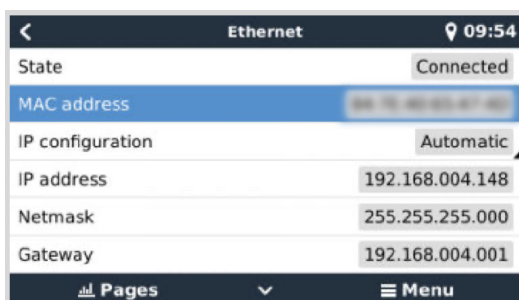 Ethernet 09:54
State Connected
MAC address
IP configuration Automatic
IP address 192.168.004.148
Netmask 255.255.255.000
Gateway 192.168.004.001
Pages Menu